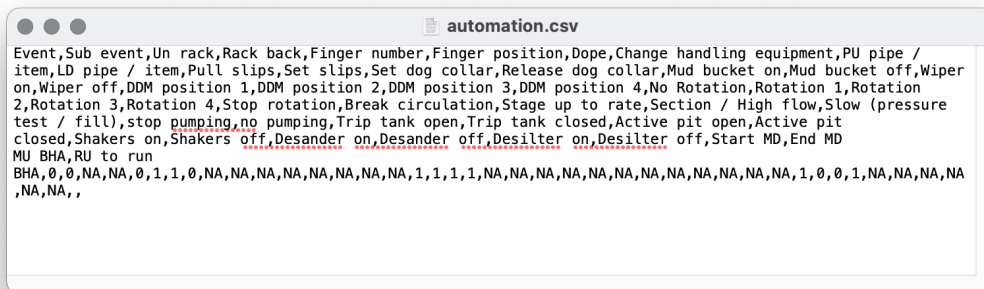 automation.csv
Event,Sub event,Un rack,Rack back,Finger number,Finger position,Dope,Change handling equipment,PU pipe /
item,LD pipe / item,Pull slips,Set slips,Set dog collar,Release dog collar,Mud bucket on,Mud bucket off,Wiper
on,Wiper off,DDM position 1,DDM position 2,DDM position 3,DDM position 4,No Rotation,Rotation 1,Rotation
2,Rotation 3,Rotation 4,Stop rotation,Break circulation,Stage up to rate,Section / High flow,Slow (pressure
test / fill),stop pumping,no pumping,Trip tank open,Trip tank closed,Active pit open,Active pit
closed,Shakers on,Shakers off,Desander on,Desander off,Desilter on,Desilter off,Start MD,End MD
MU BHA,RU to run
BHA,0,0,NA,NA,0,1,1,0,NA,NA,NA,NA,NA,NA,NA,NA,1,1,1,1,NA,NA,NA,NA,NA,NA,NA,NA,NA,NA,NA,NA,1,0,0,1,NA,NA,NA,NA
,NA,NA,,